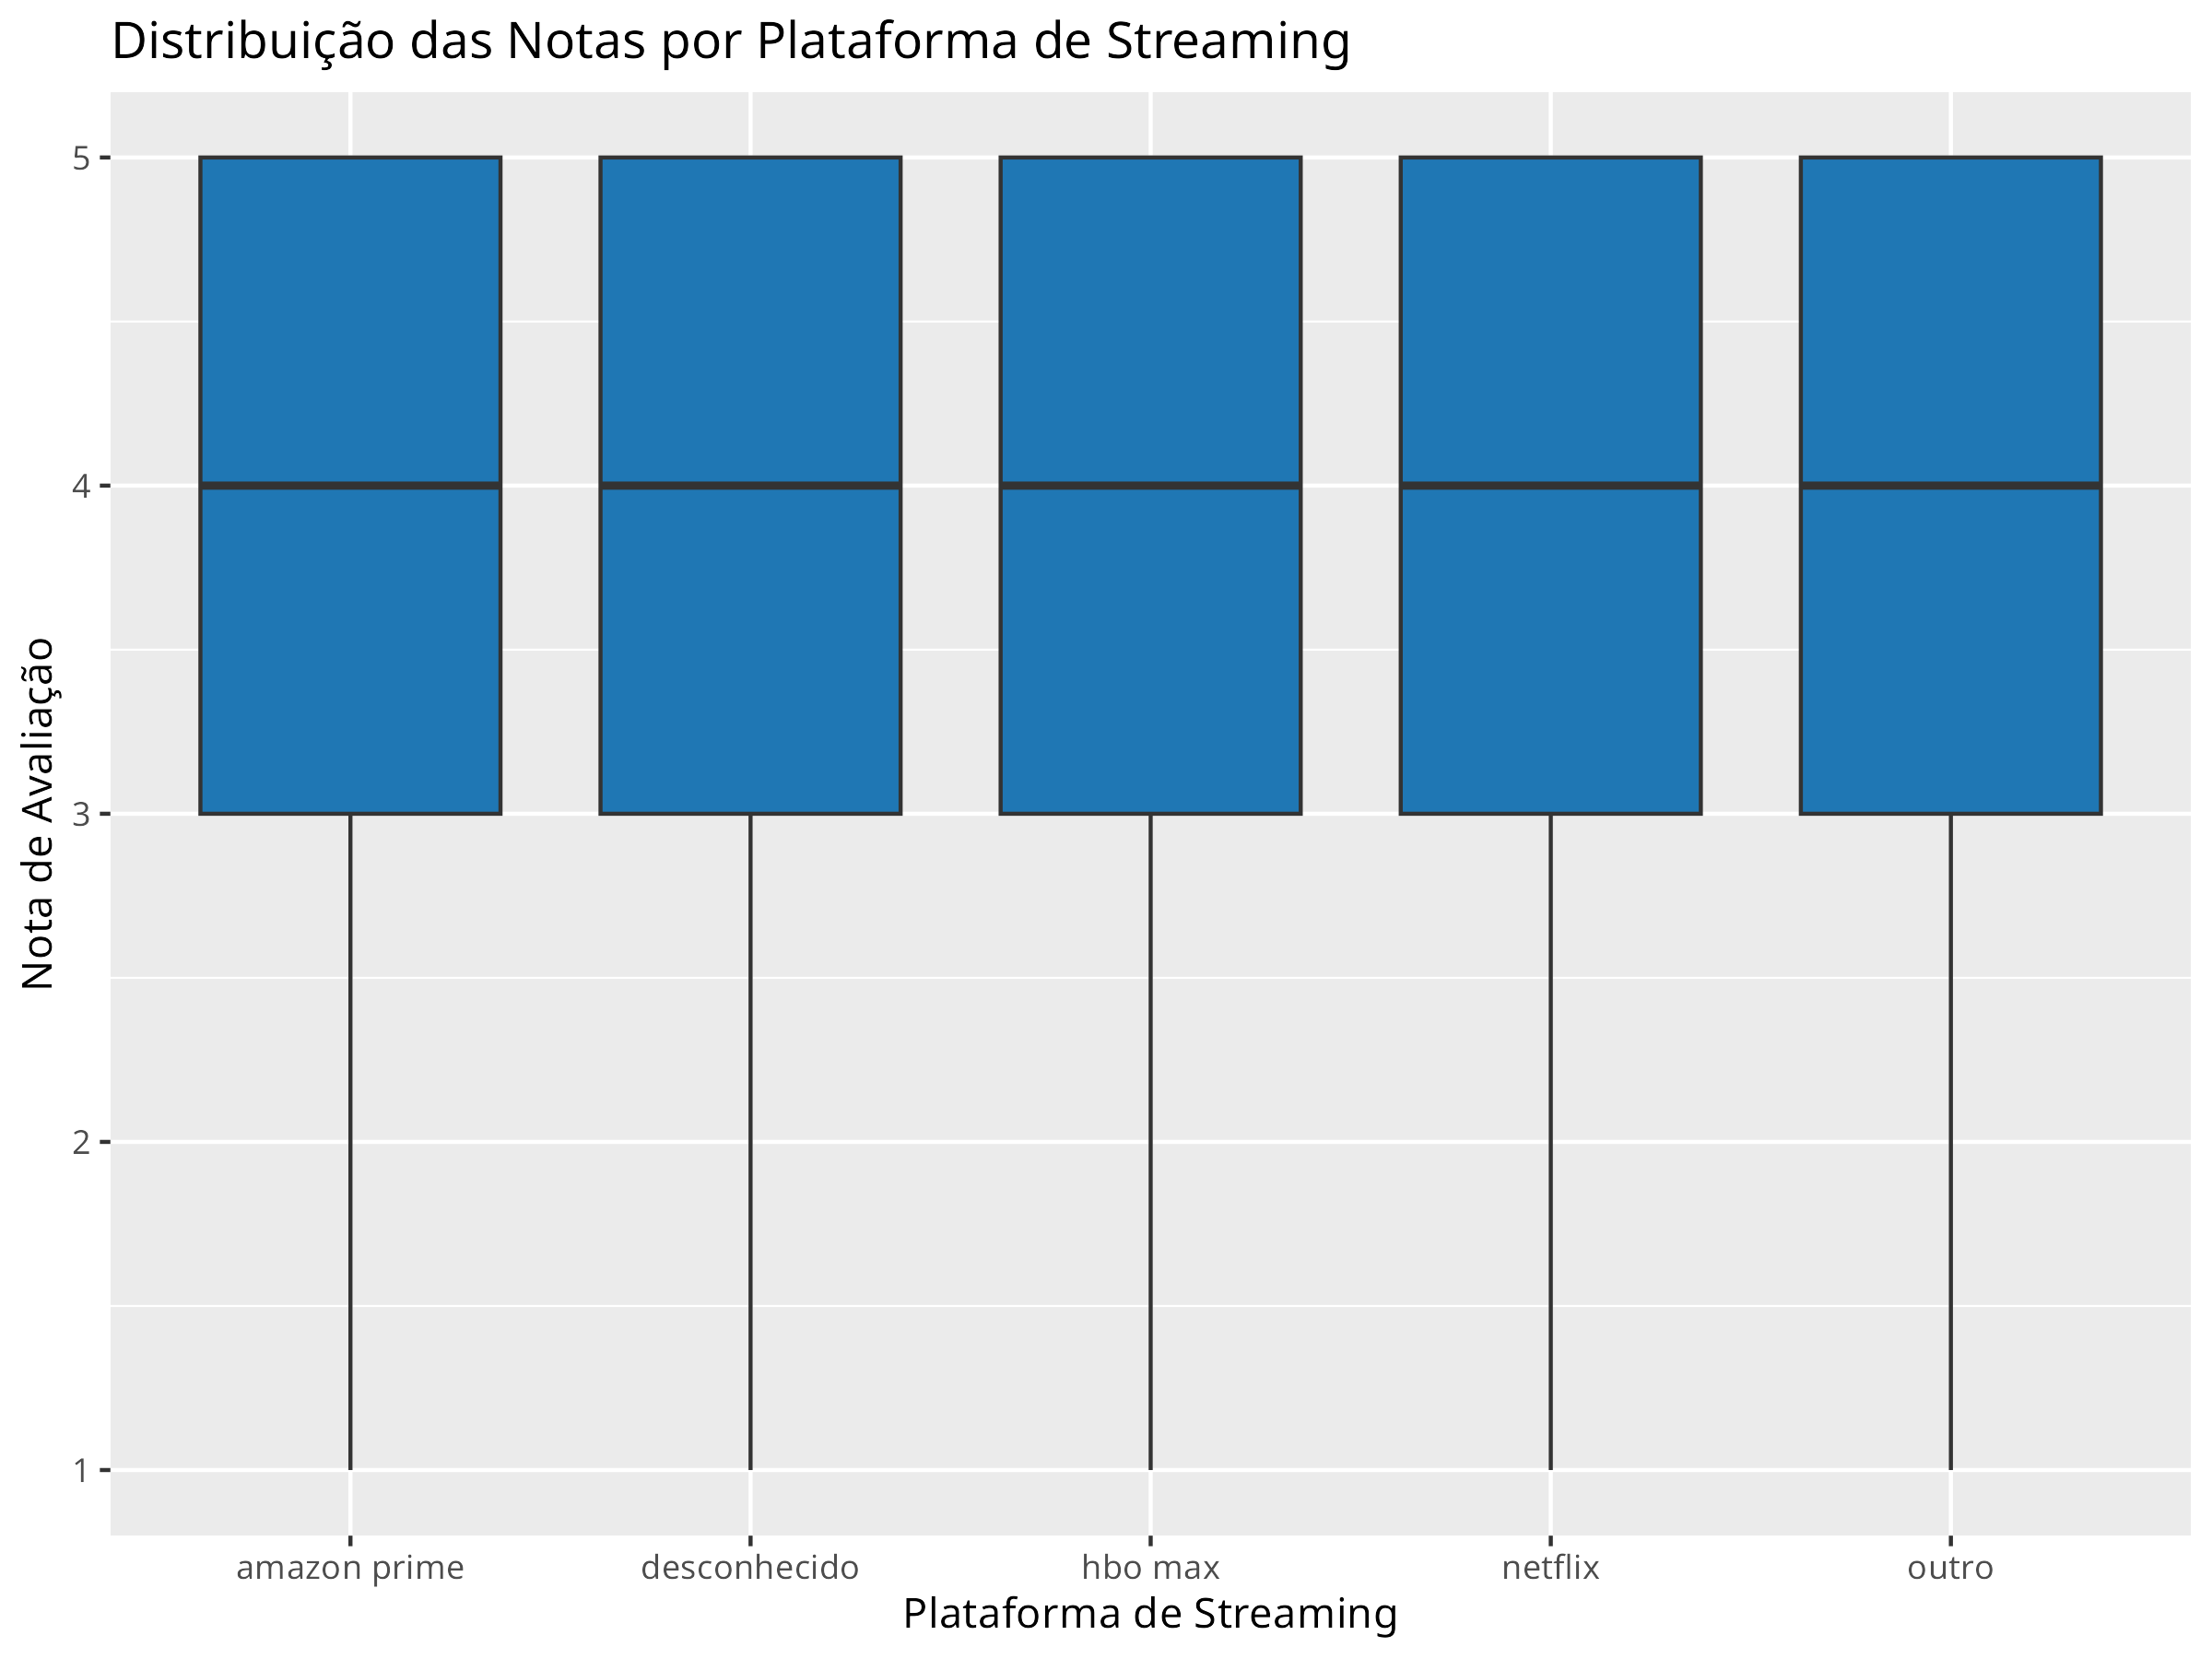 Distribuição das Notas por Plataforma de Streaming
Nota de Avaliação
5
4
3
2
1
amazon prime
desconhecido
hbo max
netflix
outro
Plataforma de Streaming